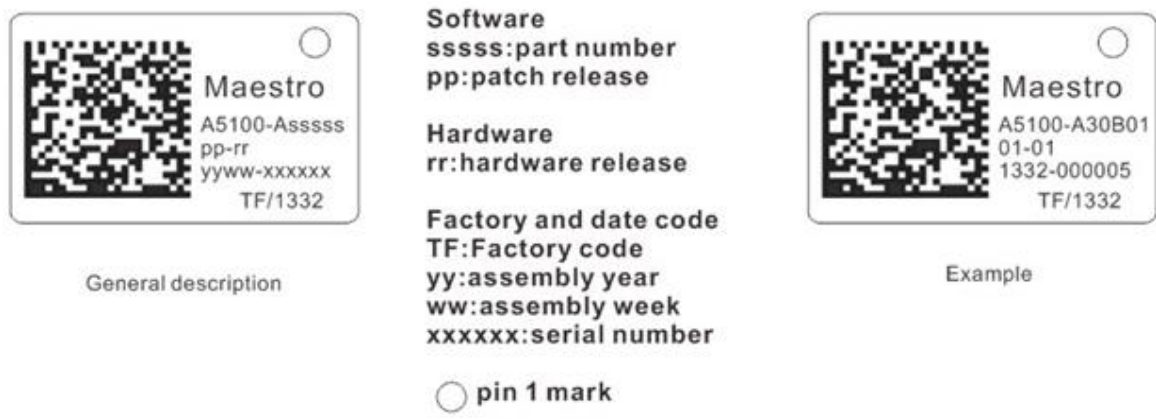 Maestro
A5100-Asssss
pp-rr
yyww-xxxxxx
TF/1332
General description
Software
sssss:part number
pp:patch release
Hardware
rr:hardware release
Factory and date code
TF:Factory code
yy:assembly year
ww:assembly week
xxxxxx:serial number
pin 1 mark
Maestro
A5100-A30B01
01-01
1332-000005
TF/1332
Example